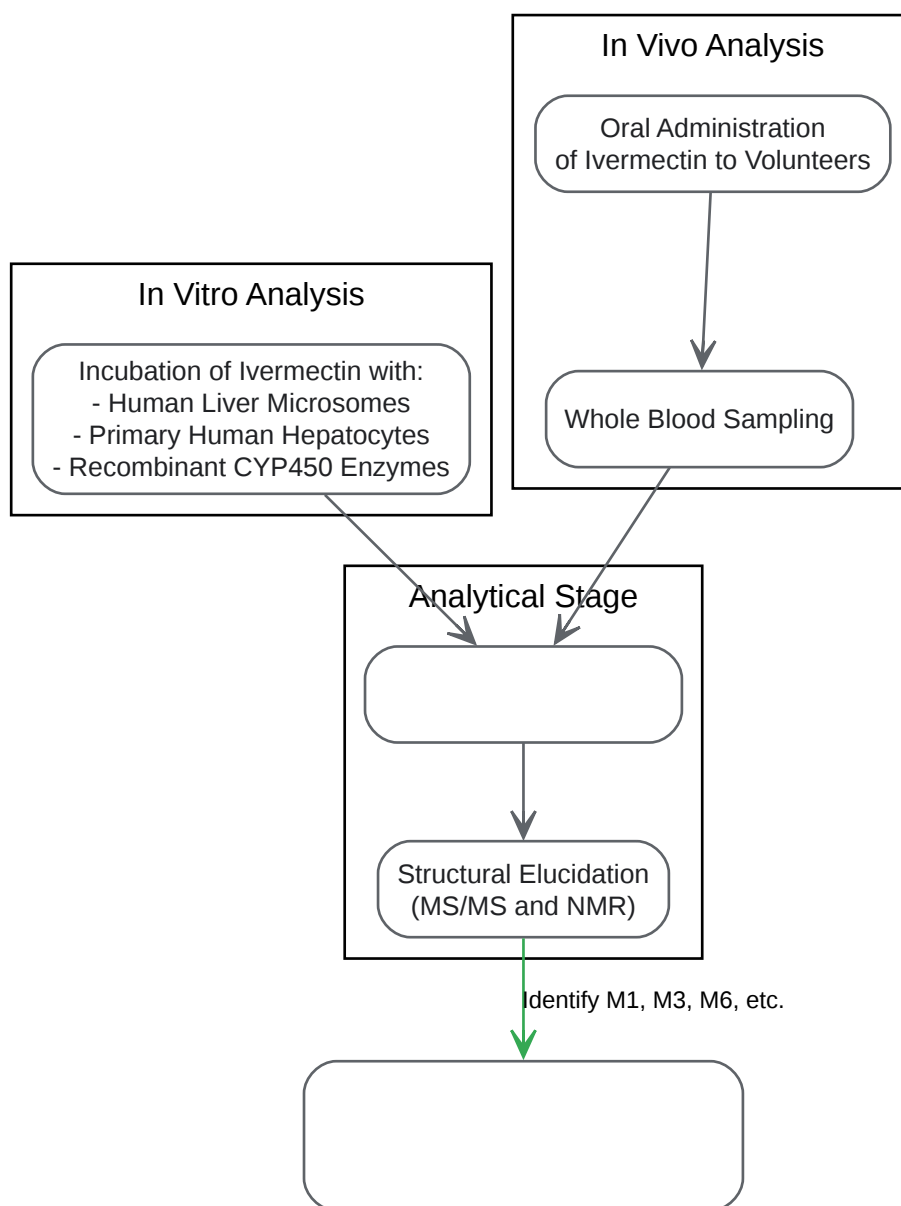 In Vivo Analysis
Oral Administration
of Ivermectin to Volunteers
In Vitro Analysis
Incubation of Ivermectin with:
- Human Liver Microsomes
- Primary Human Hepatocytes
- Recombinant CYP450 Enzymes
Whole Blood Sampling
Analytical Stage
Structural Elucidation
(MS/MS and NMR)
Identify M1, M3, M6, etc.